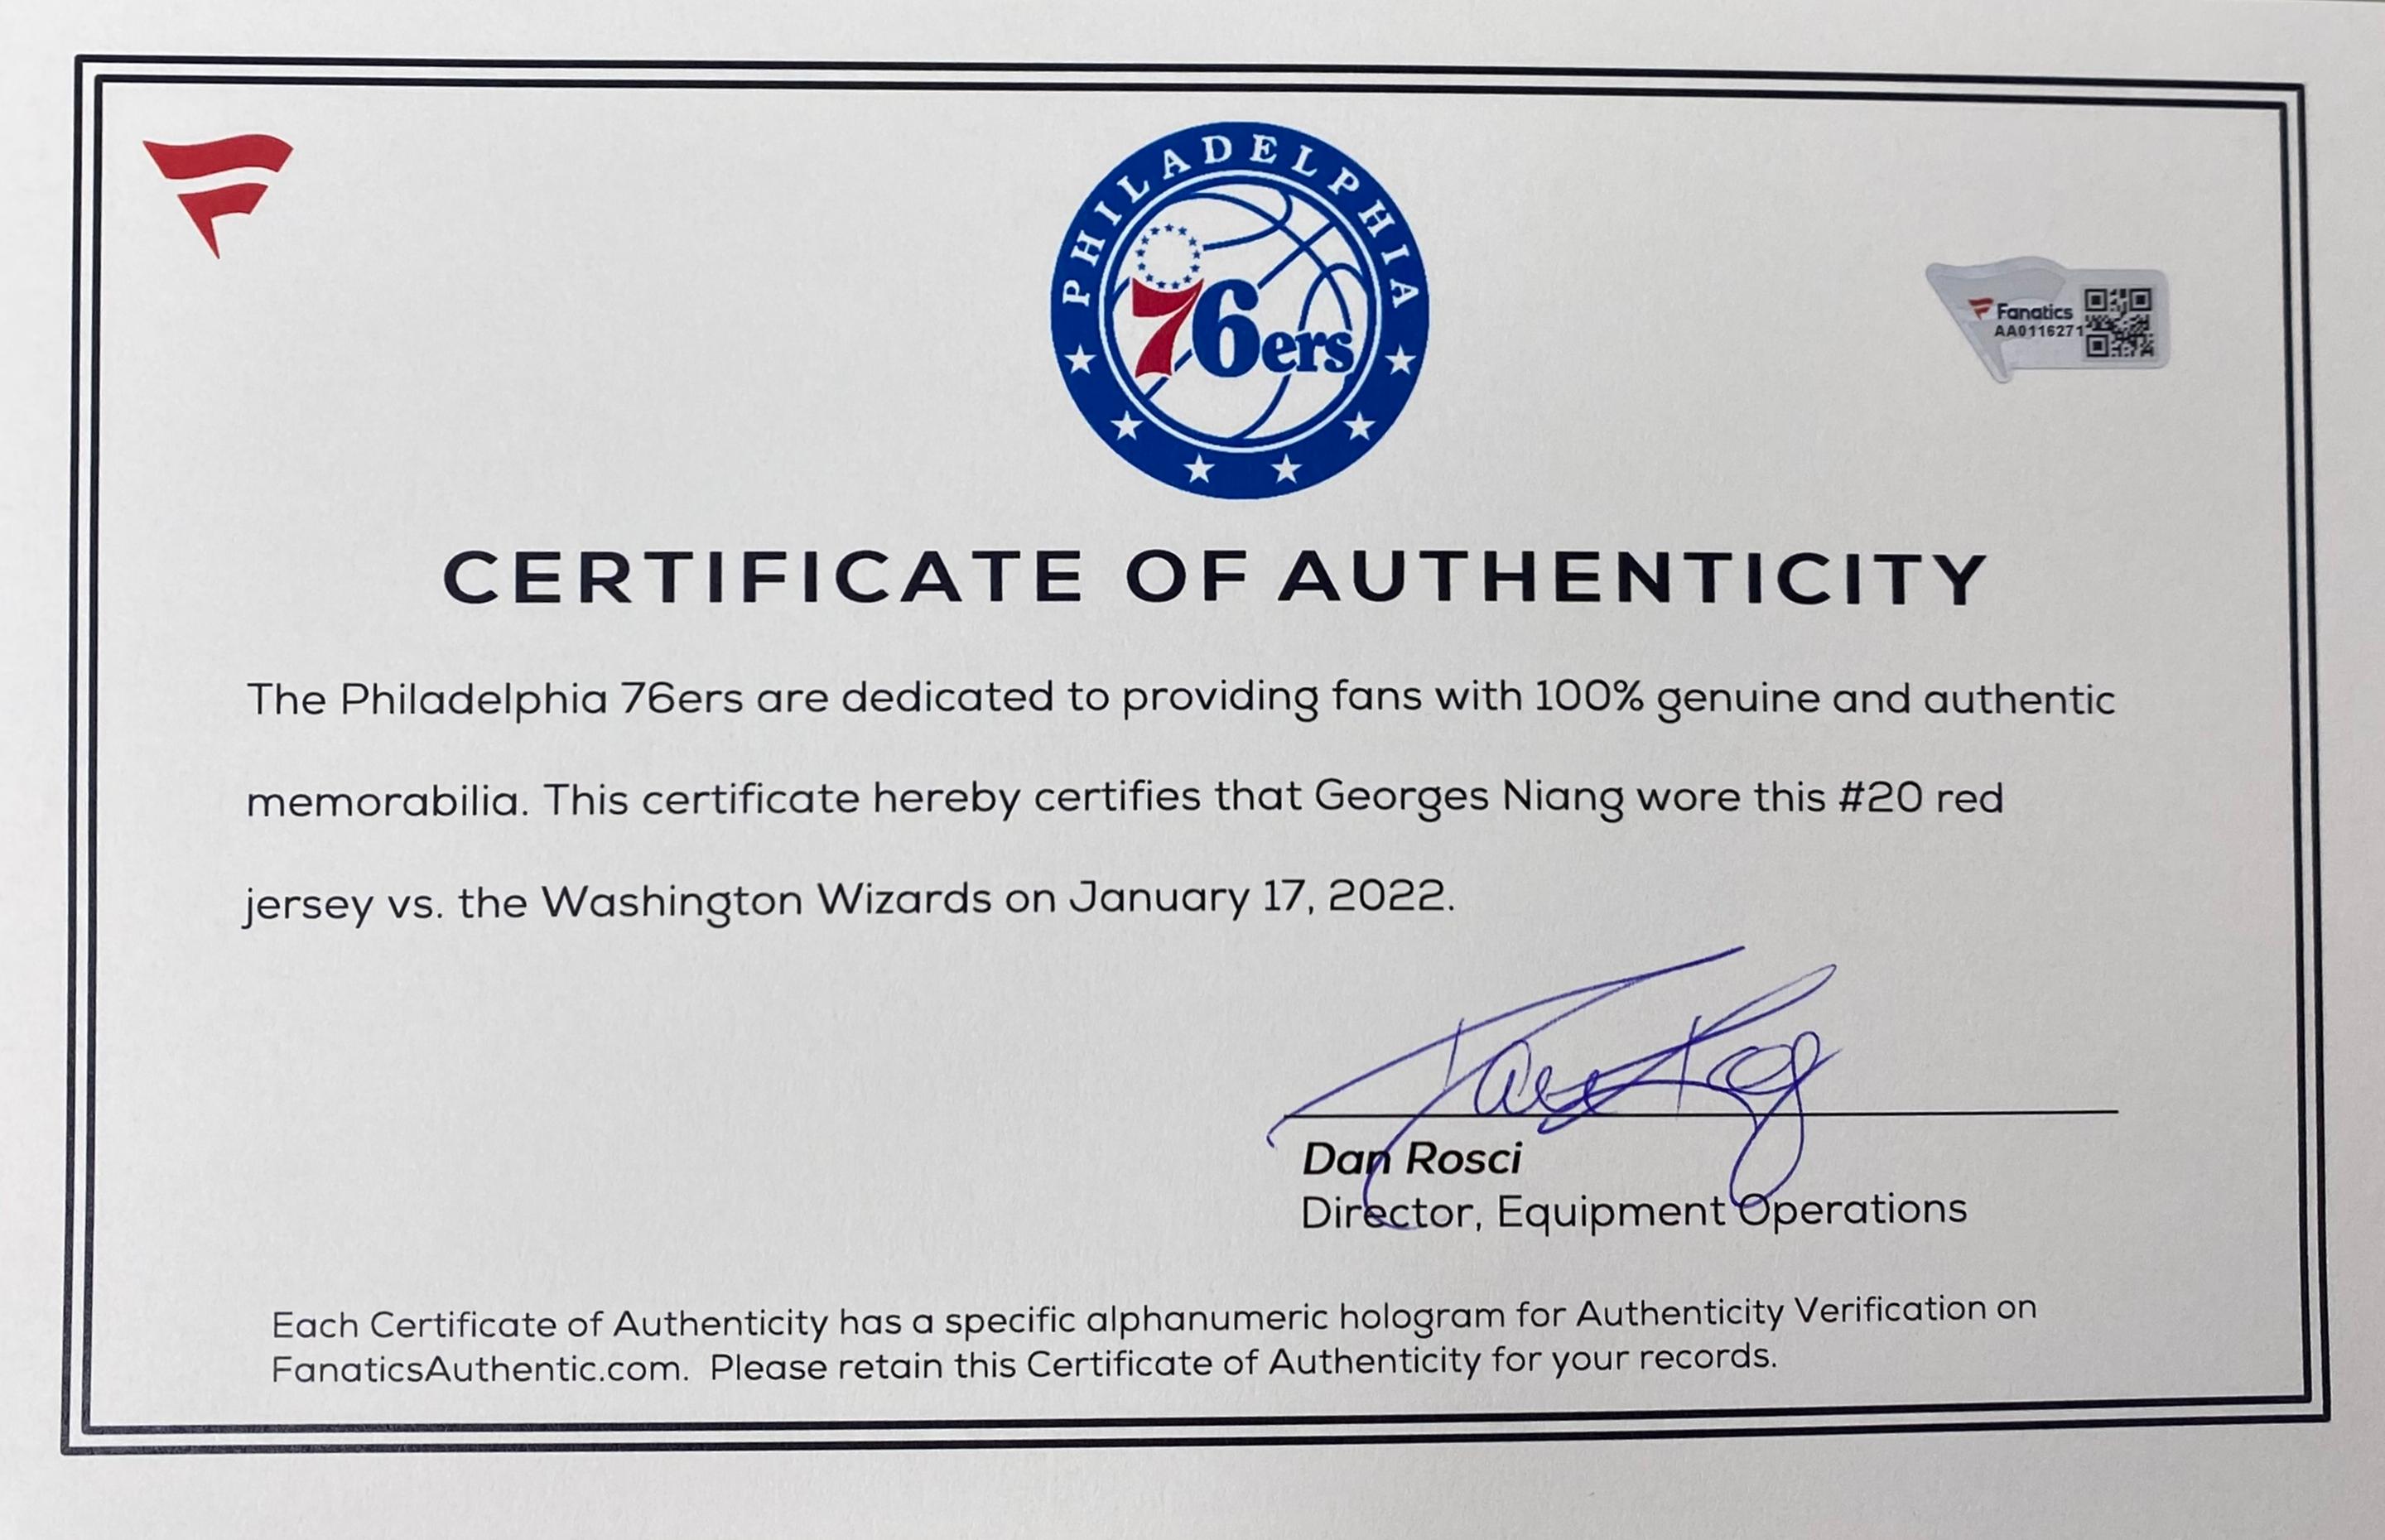 PHILADELPHIA
76ers
Fanatics
AA0116271
CERTIFICATE OF AUTHENTICITY
The Philadelphia 76ers are dedicated to providing fans with 100% genuine and authentic
memorabilia. This certificate hereby certifies that Georges Niang wore this #20 red
jersey vs. the Washington Wizards on January 17, 2022.
Dan Rosci
Director, Equipment Operations
Each Certificate of Authenticity has a specific alphanumeric hologram for Authenticity Verification on
FanaticsAuthentic.com. Please retain this Certificate of Authenticity for your records.